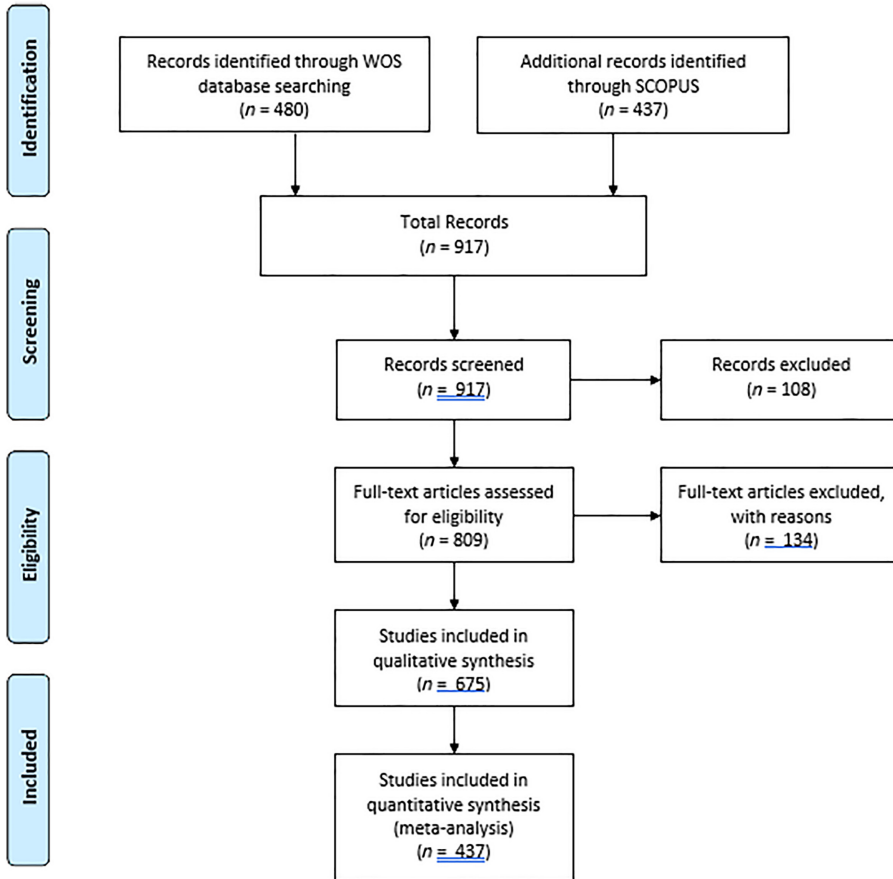 Identification
Records identified through WOS
database searching
(n = 480)
Additional records identified
through SCOPUS
(n = 437)
Total Records
(n = 917)
Screening
Records screened
(n = 917)
Records excluded
(n = 108)
Eligibility
Full-text articles assessed
for eligibility
(n = 809)
Full-text articles excluded,
with reasons
(n = 134)
Studies included in
qualitative synthesis
(n = 675)
Included
Studies included in
quantitative synthesis
(meta-analysis)
(n = 437)